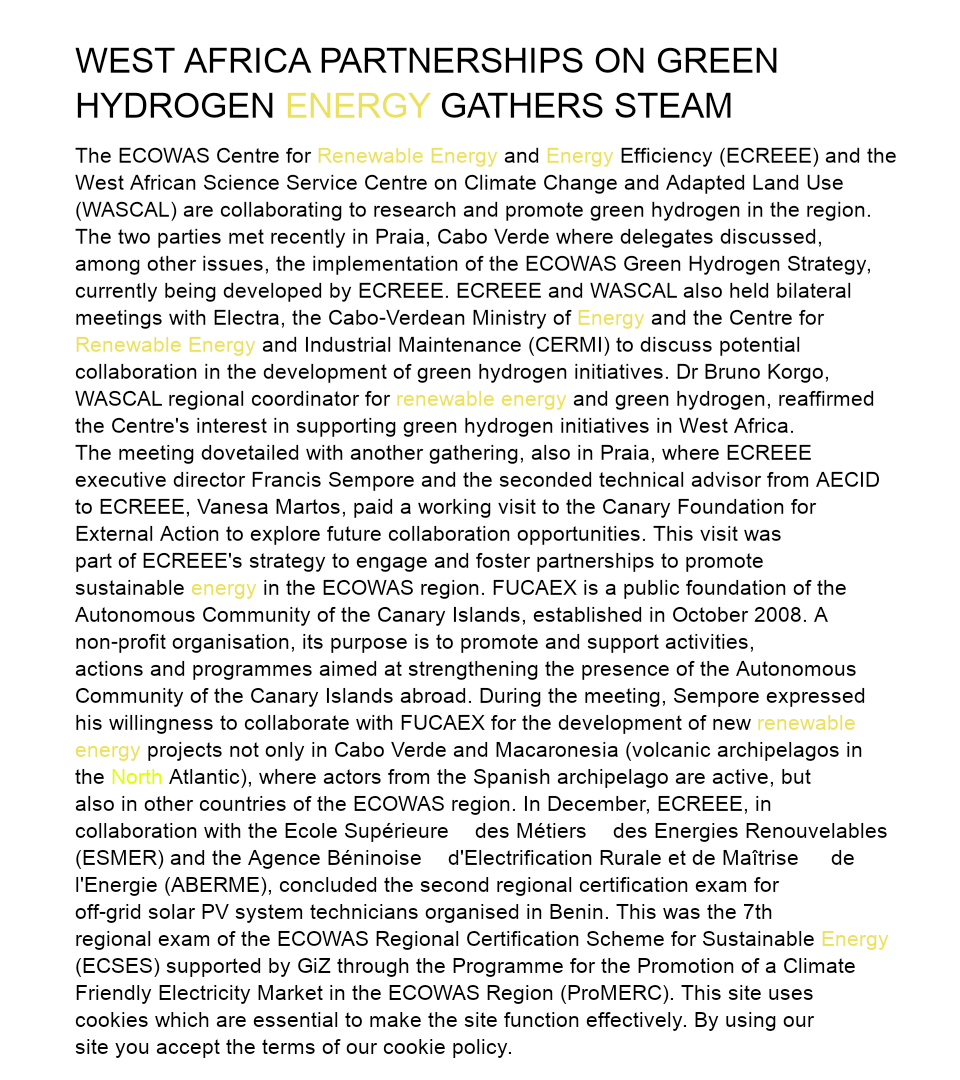 WEST AFRICA PARTNERSHIPS ON GREEN
HYDROGEN ENERGY GATHERS STEAM
The ECOWAS Centre for Renewable Energy and Energy Efficiency (ECREEE) and the
West African Science Service Centre on Climate Change and Adapted Land Use
(WASCAL) are collaborating to research and promote green hydrogen in the region.
The two parties met recently in Praia, Cabo Verde where delegates discussed,
among other issues, the implementation of the ECOWAS Green Hydrogen Strategy,
currently being developed by ECREEE. ECREEE and WASCAL also held bilateral
meetings with Electra, the Cabo-Verdean Ministry of Energy and the Centre for
Renewable Energy and Industrial Maintenance (CERMI) to discuss potential
collaboration in the development of green hydrogen initiatives. Dr Bruno Korgo,
WASCAL regional coordinator for renewable energy and green hydrogen, reaffirmed
the Centre's interest in supporting green hydrogen initiatives in West Africa.
The meeting dovetailed with another gathering, also in Praia, where ECREEE
executive director Francis Sempore and the seconded technical advisor from AECID
to ECREEE, Vanesa Martos, paid a working visit to the Canary Foundation for
External Action to explore future collaboration opportunities. This visit was
part of ECREEE's strategy to engage and foster partnerships to promote
sustainable energy in the ECOWAS region. FUCAEX is a public foundation of the
Autonomous Community of the Canary Islands, established in October 2008. A
non-profit organisation, its purpose is to promote and support activities,
actions and programmes aimed at strengthening the presence of the Autonomous
Community of the Canary Islands abroad. During the meeting, Sempore expressed
his willingness to collaborate with FUCAEX for the development of new renewable
energy projects not only in Cabo Verde and Macaronesia (volcanic archipelagos in
the North Atlantic), where actors from the Spanish archipelago are active, but
also in other countries of the ECOWAS region. In December, ECREEE, in
collaboration with the Ecole Supérieure des Métiers des Energies Renouvelables
(ESMER) and the Agence Béninoise d'Electrification Rurale et de Maîtrise de
l'Energie (ABERME), concluded the second regional certification exam for
off-grid solar PV system technicians organised in Benin. This was the 7th
regional exam of the ECOWAS Regional Certification Scheme for Sustainable Energy
(ECSES) supported by GiZ through the Programme for the Promotion of a Climate
Friendly Electricity Market in the ECOWAS Region (ProMERC). This site uses
cookies which are essential to make the site function effectively. By using our
site you accept the terms of our cookie policy.